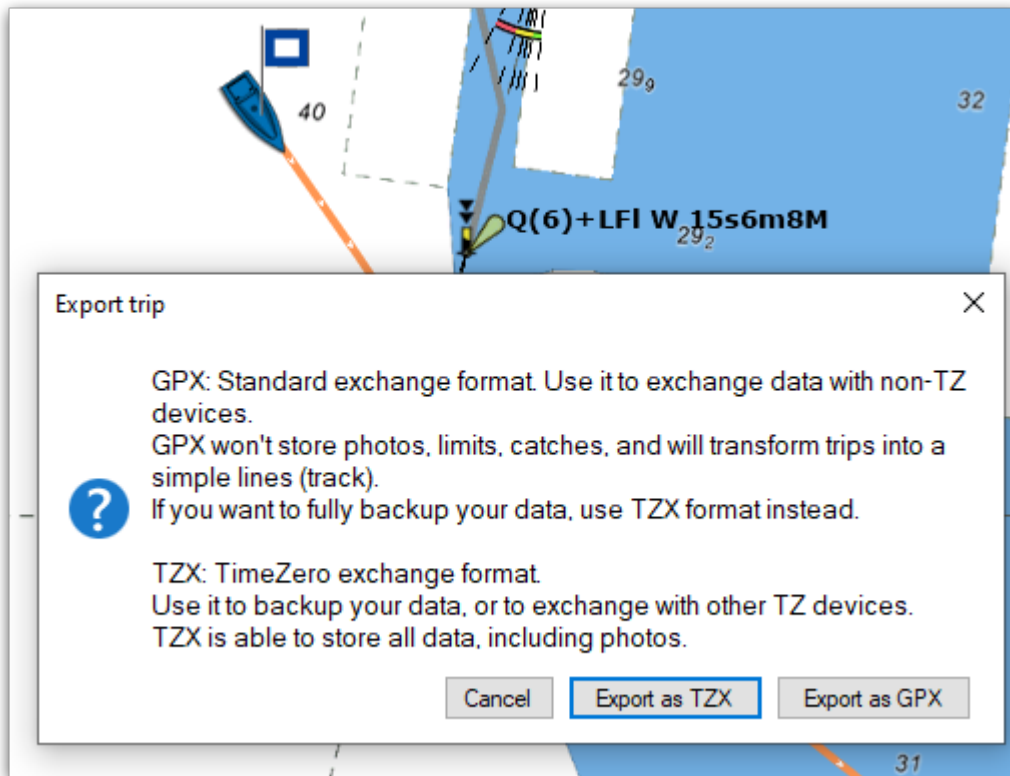 40
29₉
32
Q(6)+LFl W 15s6m8M
29₂
Export trip
GPX: Standard exchange format. Use it to exchange data with non-TZ
devices.
GPX won't store photos, limits, catches, and will transform trips into a
simple lines (track).
If you want to fully backup your data, use TZX format instead.
TZX: TimeZero exchange format.
Use it to backup your data, or to exchange with other TZ devices.
TZX is able to store all data, including photos.
Cancel
Export as TZX
Export as GPX
31